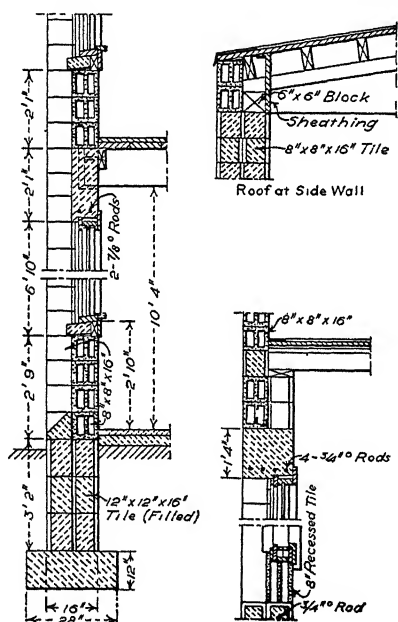 2'1"
2'1"
6'10"
2'9"
3'2"
2-7/8" Rods
10'4"
2'10"
8"x8"x16"
12"x12"x16"
Tile (Filled)
12"
16"
28"
6"x6" Block
Sheathing
8"x8"x16" Tile
Roof at Side Wall
8"x8"x16"
1'4"
4-3/4"° Rods
8" Recessed Tile
3/4"° Rod